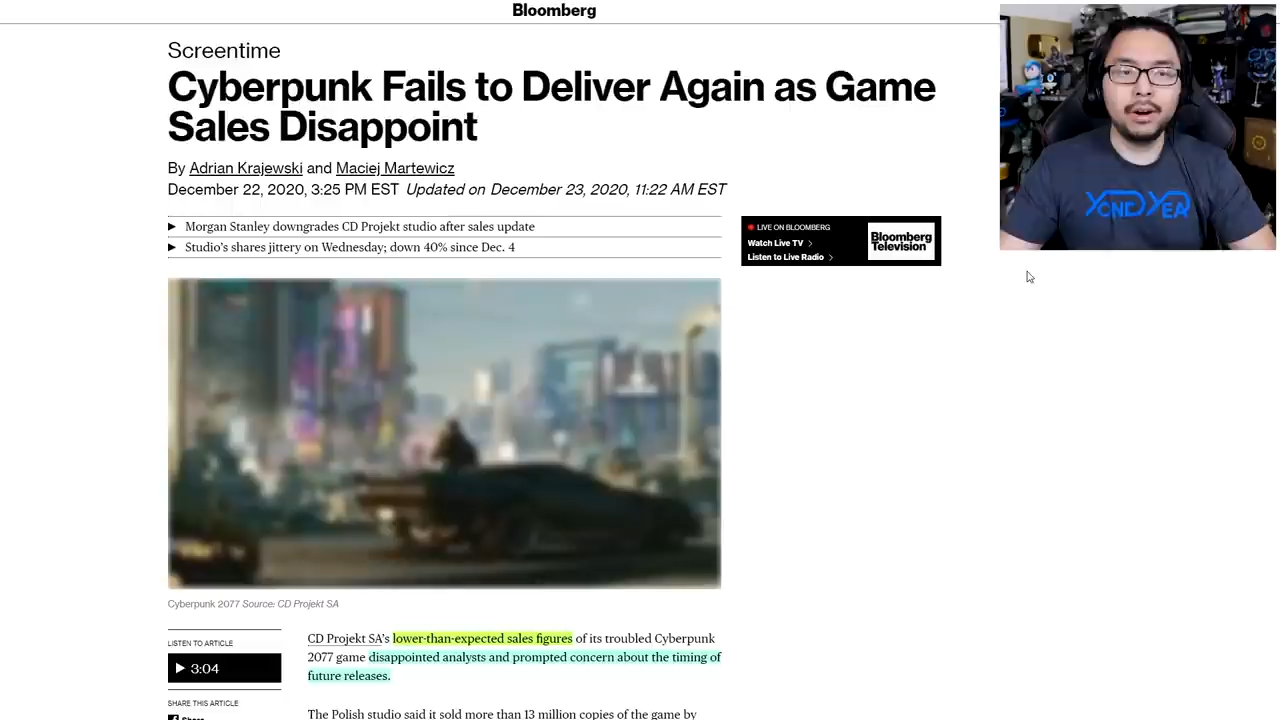 Bloomberg
Screentime
Cyberpunk Fails to Deliver Again as Game
Sales Disappoint
By Adrian Krajewski and Maciej Martewicz
December 22, 2020, 3:25 PM EST Updated on December 23, 2020, 11:22 AM EST
Morgan Stanley downgrades CD Projekt studio after sales update
Studio's shares jittery on Wednesday; down 40% since Dec. 4
LIVE ON BLOOMBERG
Watch Live TV
Listen to Live Radio
Bloomberg
Television
YONG YEA
Cyberpunk 2077 Source: CD Projekt SA
LISTEN TO ARTICLE
3:04
SHARE THIS ARTICLE
Share
CD Projekt SA's lower-than-expected sales figures of its troubled Cyberpunk
2077 game disappointed analysts and prompted concern about the timing of
future releases.
The Polish studio said it sold more than 13 million copies of the game by